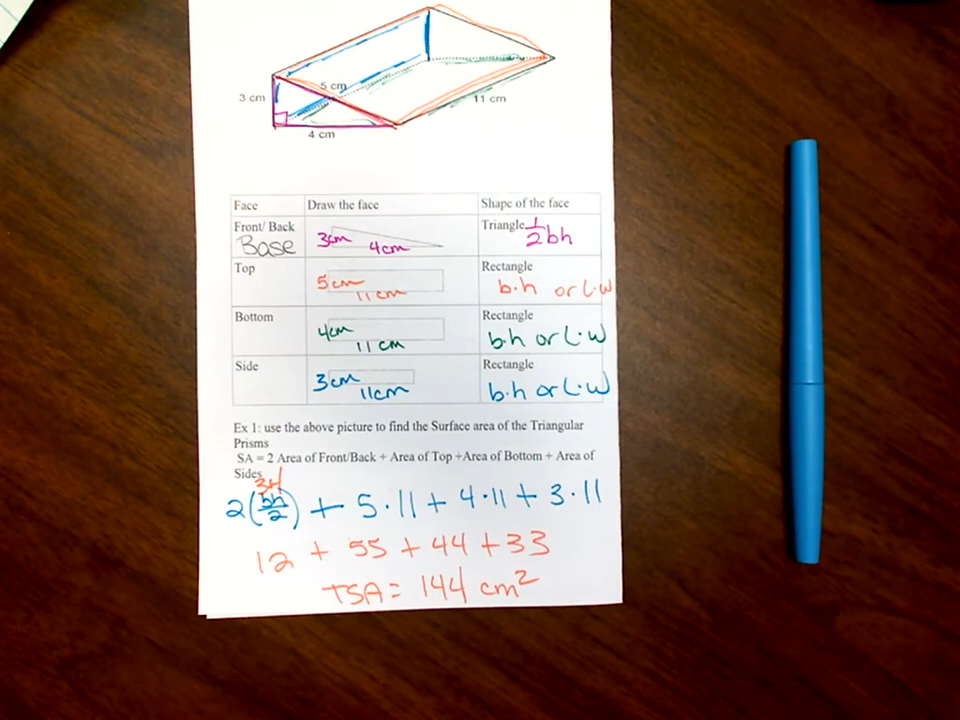 5 cm
3 cm
11 cm
4 cm
Face Draw the face Shape of the face
Front/ Back
Base
3cm 4cm
Triangle 1/2 bh
Top
5cm
11cm
Rectangle
b·h or L·W
Bottom
4cm
11 cm
Rectangle
b·h or L·W
Side
3cm
11cm
Rectangle
b·h or L·W
Ex 1: use the above picture to find the Surface area of the Triangular
Prisms
SA = 2 Area of Front/Back + Area of Top +Area of Bottom + Area of
Sides
3·4
2(bh/2) + 5·11 + 4·11 + 3·11
12 + 55 + 44 + 33
TSA = 144 cm²